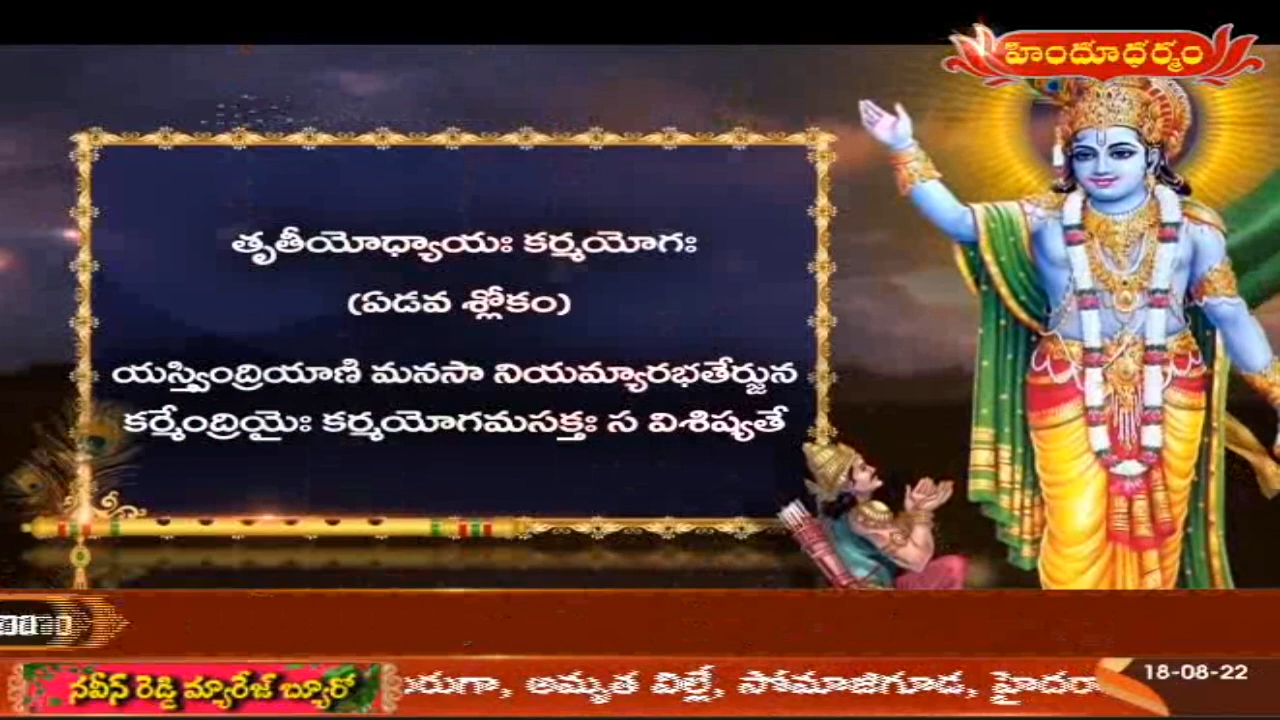 హిందూధర్మం
తృతీయోధ్యాయః కర్మయోగః
(ఏడవ శ్లోకం)
యస్త్వింద్రియాణి మనసా నియమ్యారభతేర్జున
కర్మేంద్రియైః కర్మయోగమసక్తః స విశిష్యతే
నవీన్ రెడ్డి మ్యారేజ్ బ్యూరో
అమృత విల్లే, సోమాజిగూడ, 18-08-22